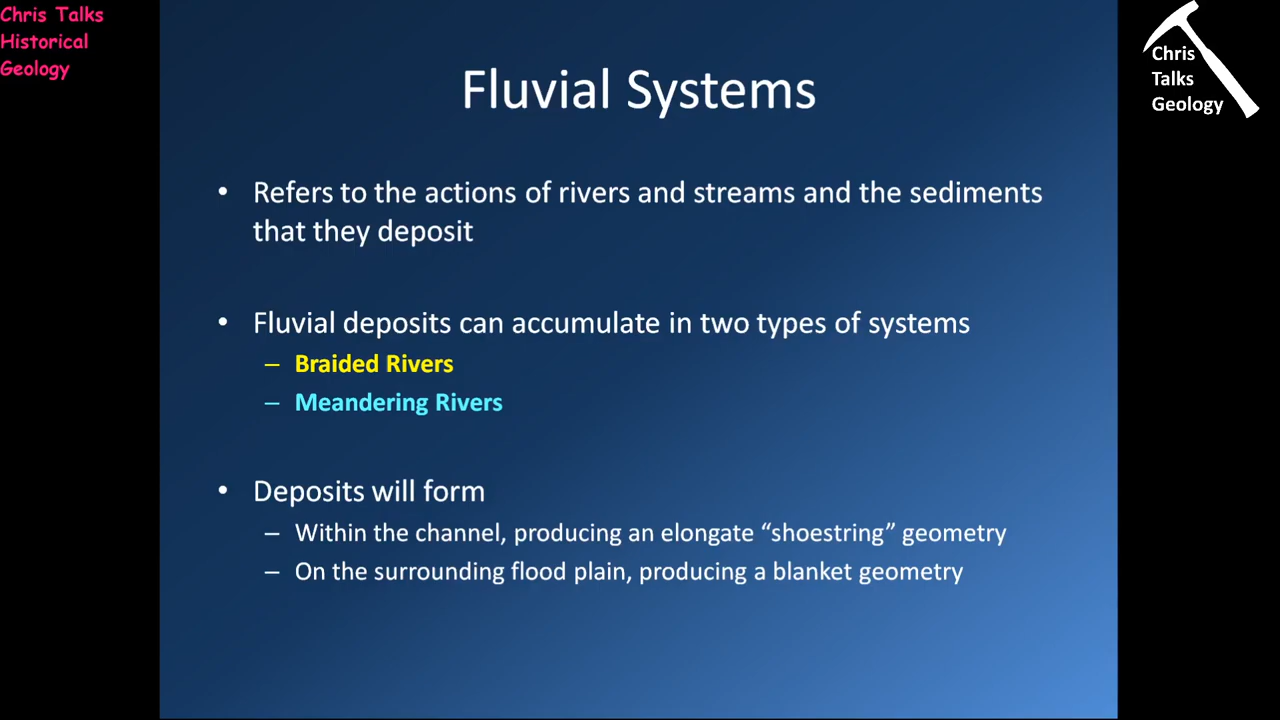 Chris Talks
Historical
Geology
Chris
Talks
Geology
Fluvial Systems
• Refers to the actions of rivers and streams and the sediments
that they deposit
• Fluvial deposits can accumulate in two types of systems
– Braided Rivers
– Meandering Rivers
• Deposits will form
– Within the channel, producing an elongate “shoestring” geometry
– On the surrounding flood plain, producing a blanket geometry